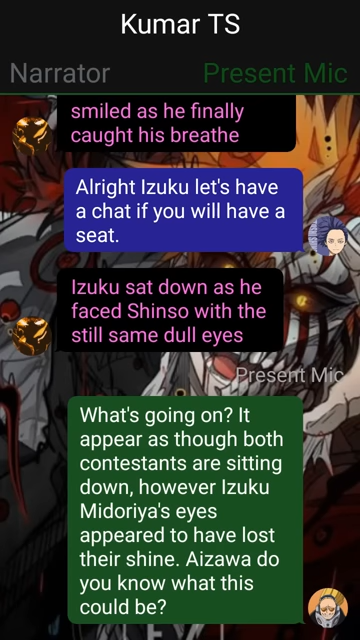 Kumar TS
Narrator
Present Mic
smiled as he finally
caught his breathe
Alright Izuku let's have
a chat if you will have a
seat.
Izuku sat down as he
faced Shinso with the
still same dull eyes
Present Mic
What's going on? It
appear as though both
contestants are sitting
down, however Izuku
Midoriya's eyes
appeared to have lost
their shine. Aizawa do
you know what this
could be?